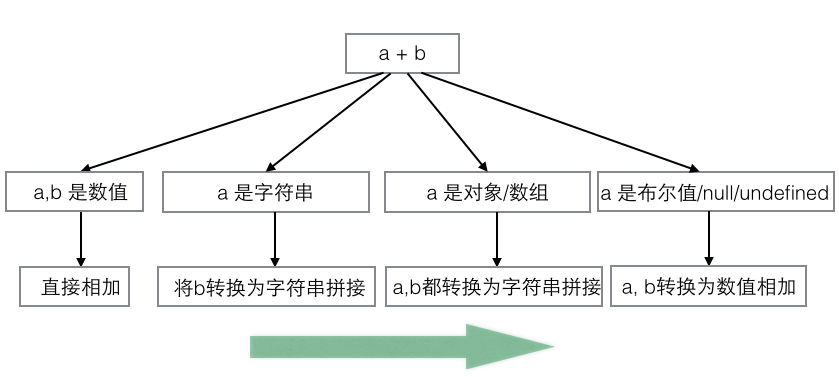 a + b
a,b 是数值
a 是字符串
a 是对象/数组
a 是布尔值/null/undefined
直接相加
将b转换为字符串拼接
a,b都转换为字符串拼接
a, b转换为数值相加